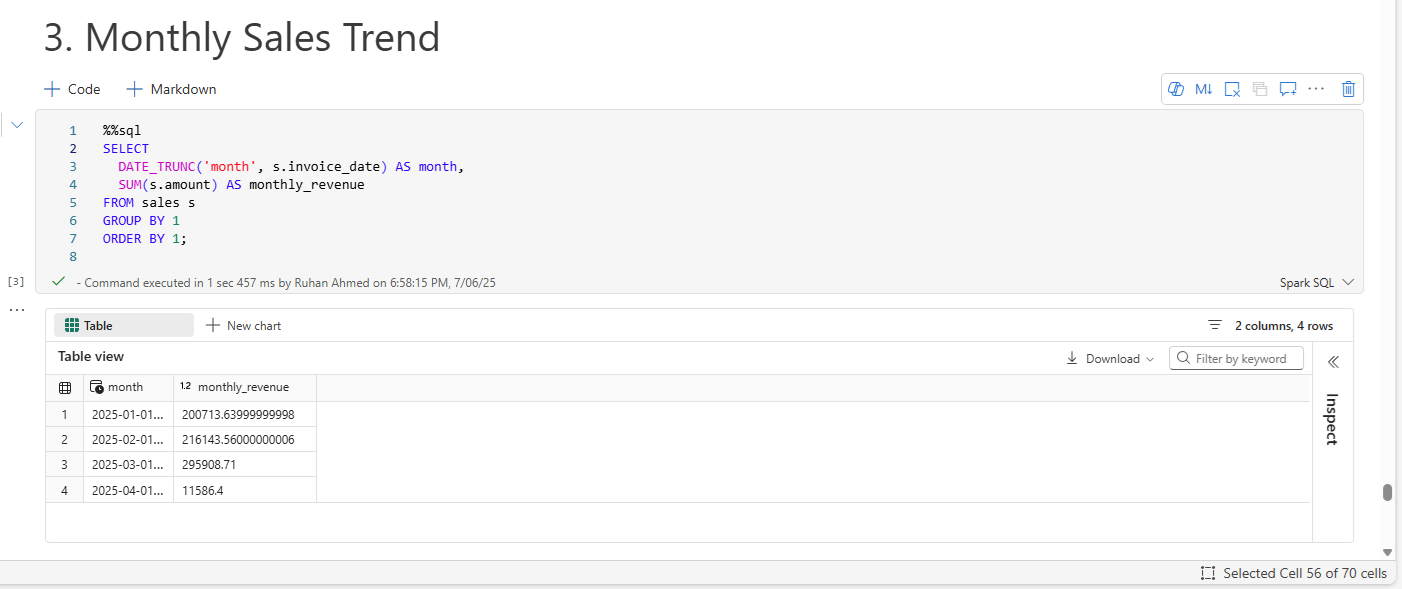 3. Monthly Sales Trend
Code Markdown M↓ ...
1 %%sql
2 SELECT
3 DATE_TRUNC('month', s.invoice_date) AS month,
4 SUM(s.amount) AS monthly_revenue
5 FROM sales s
6 GROUP BY 1
7 ORDER BY 1;
8
[3] - Command executed in 1 sec 457 ms by Ruhan Ahmed on 6:58:15 PM, 7/06/25 Spark SQL
...
Table New chart 2 columns, 4 rows
Table view Download Filter by keyword
month 1.2 monthly_revenue
1 2025-01-01... 200713.63999999998
2 2025-02-01... 216143.56000000006
3 2025-03-01... 295908.71
4 2025-04-01... 11586.4
Inspect
Selected Cell 56 of 70 cells